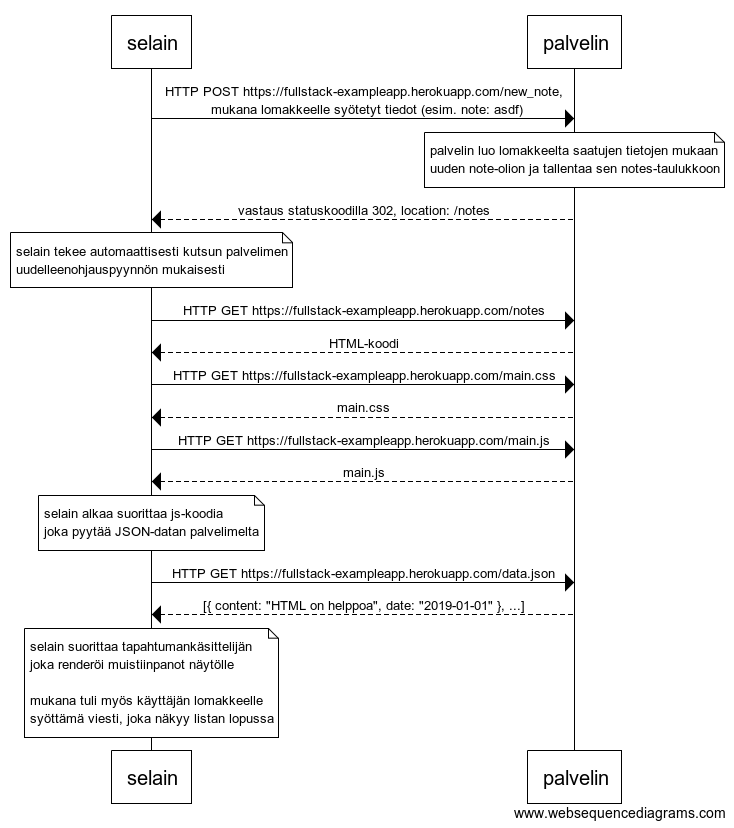 selain
palvelin
HTTP POST https://fullstack-exampleapp.herokuapp.com/new_note,
mukana lomakkeelle syötetyt tiedot (esim. note: asdf)
palvelin luo lomakkeelta saatujen tietojen mukaan
uuden note-olion ja tallentaa sen notes-taulukkoon
vastaus statuskoodilla 302, location: /notes
selain tekee automaattisesti kutsun palvelimen
uudelleenohjauspyynnön mukaisesti
HTTP GET https://fullstack-exampleapp.herokuapp.com/notes
HTML-koodi
HTTP GET https://fullstack-exampleapp.herokuapp.com/main.css
main.css
HTTP GET https://fullstack-exampleapp.herokuapp.com/main.js
main.js
selain alkaa suorittaa js-koodia
joka pyytää JSON-datan palvelimelta
HTTP GET https://fullstack-exampleapp.herokuapp.com/data.json
[{ content: "HTML on helppoa", date: "2019-01-01" }, ...]
selain suorittaa tapahtumankäsittelijän
joka renderöi muistiinpanot näytölle
mukana tuli myös käyttäjän lomakkeelle
syöttämä viesti, joka näkyy listan lopussa
selain
palvelin
www.websequencediagrams.com